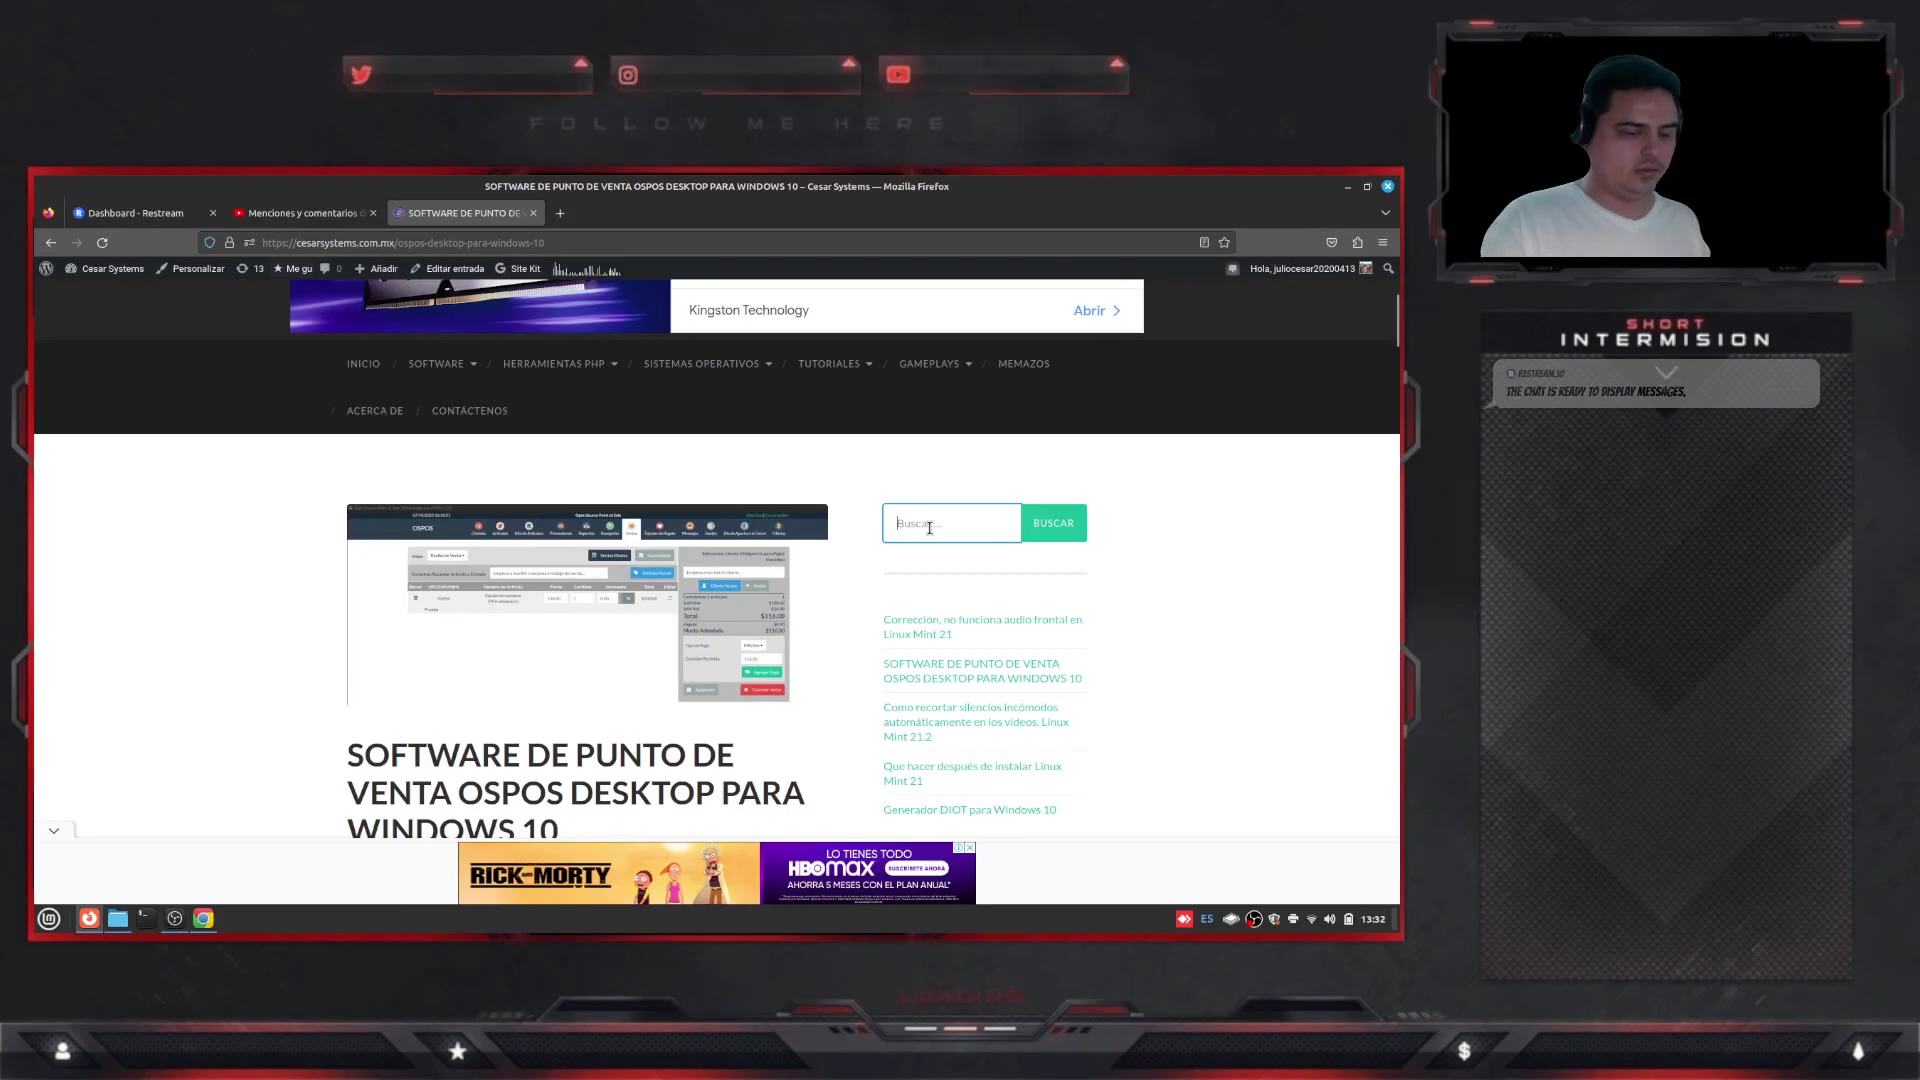 FOLLOW ME HERE
SOFTWARE DE PUNTO DE VENTA OSPOS DESKTOP PARA WINDOWS 10 – Cesar Systems — Mozilla Firefox
Dashboard - Restream
Menciones y comentarios d
SOFTWARE DE PUNTO DE V
https://cesarsystems.com.mx/ospos-desktop-para-windows-10
Cesar Systems
Personalizar
13
Me gu
0
Añadir
Editar entrada
Site Kit
Hola, juliocesar20200413
Kingston Technology
Abrir
INICIO / SOFTWARE / HERRAMIENTAS PHP / SISTEMAS OPERATIVOS / TUTORIALES / GAMEPLAYS / MEMAZOS
/ ACERCA DE / CONTÁCTENOS
OSPOS
Buscar...
BUSCAR
Corrección, no funciona audio frontal en
Linux Mint 21
SOFTWARE DE PUNTO DE VENTA
OSPOS DESKTOP PARA WINDOWS 10
Como recortar silencios incómodos
automáticamente en los videos, Linux
Mint 21.2
Que hacer después de instalar Linux
Mint 21
Generador DIOT para Windows 10
SOFTWARE DE PUNTO DE
VENTA OSPOS DESKTOP PARA
WINDOWS 10
RICK AND MORTY
LO TIENES TODO
HBOmax
SUSCRÍBETE AHORA
AHORRA 5 MESES CON EL PLAN ANUAL*
ES
13:32
SHORT
INTERMISION
RESTREAM.IO
THE CHAT IS READY TO DISPLAY MESSAGES,
LOADING